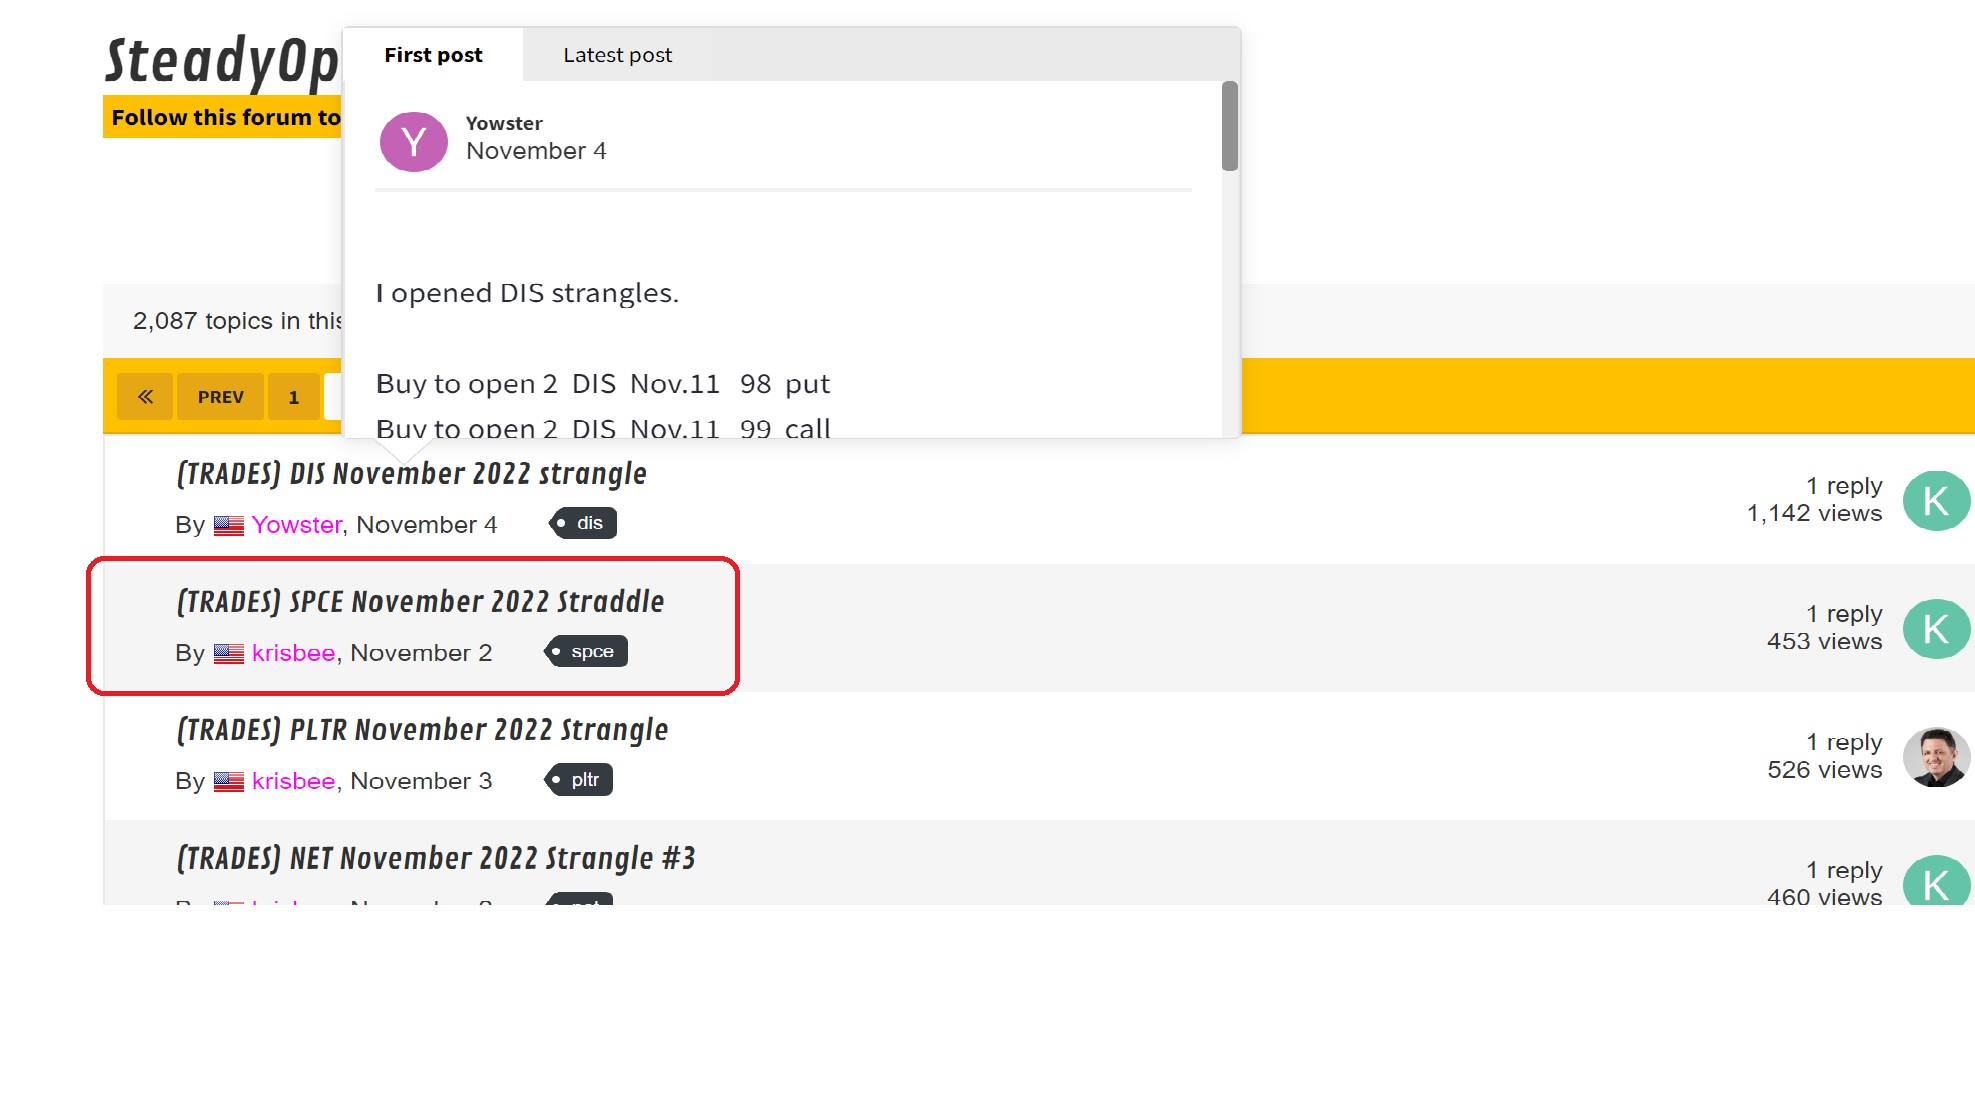 SteadyOp
Follow this forum to
First post
Latest post
Y
Yowster
November 4
I opened DIS strangles.
Buy to open 2 DIS Nov.11 98 put
Buy to open 2 DIS Nov.11 99 call
2,087 topics in this
«
PREV
1
(TRADES) DIS November 2022 strangle
By Yowster, November 4
dis
1 reply
1,142 views
K
(TRADES) SPCE November 2022 Straddle
By krisbee, November 2
spce
1 reply
453 views
K
(TRADES) PLTR November 2022 Strangle
By krisbee, November 3
pltr
1 reply
526 views
(TRADES) NET November 2022 Strangle #3
1 reply
460 views
K